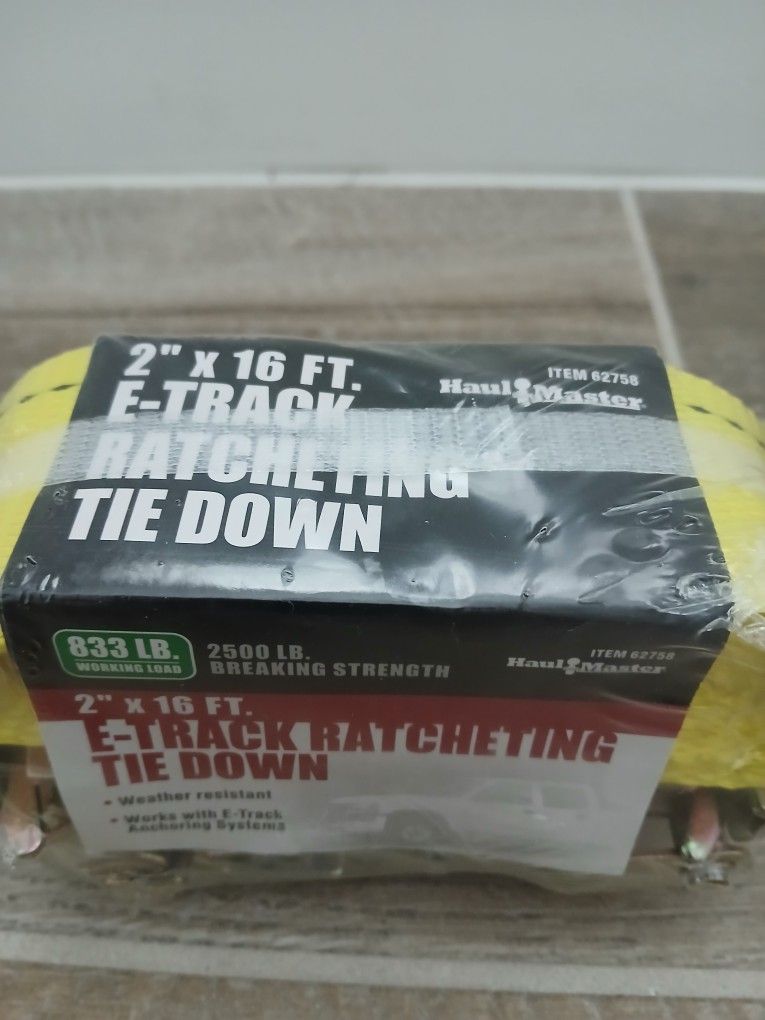 2" X 16 FT.
E-TRACK
RATCHETING
TIE DOWN
ITEM 62758
Haul Master
833 LB.
WORKING LOAD
2500 LB.
BREAKING STRENGTH
ITEM 62758
Haul Master
2" X 16 FT.
E-TRACK RATCHETING
TIE DOWN
• Weather resistant
• Works with E-Track
Anchoring Systems